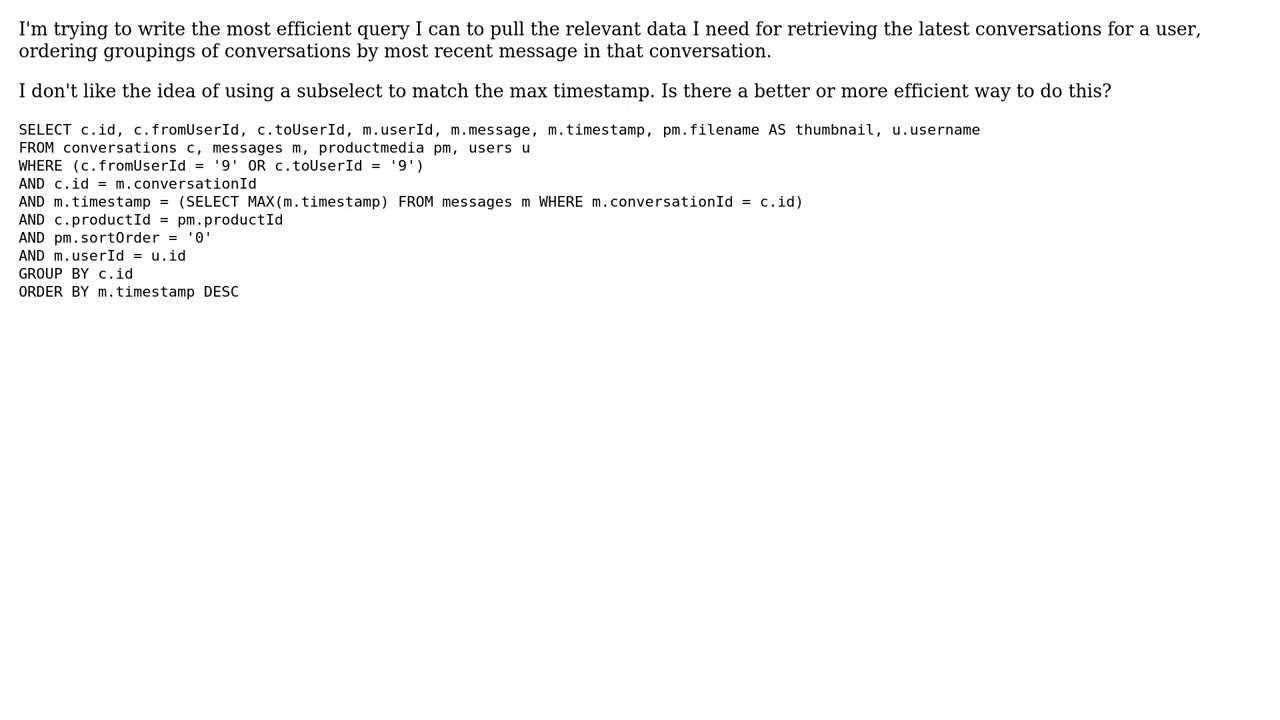 I'm trying to write the most efficient query I can to pull the relevant data I need for retrieving the latest conversations for a user,
ordering groupings of conversations by most recent message in that conversation.
I don't like the idea of using a subselect to match the max timestamp. Is there a better or more efficient way to do this?
SELECT c.id, c.fromUserId, c.toUserId, m.userId, m.message, m.timestamp, pm.filename AS thumbnail, u.username
FROM conversations c, messages m, productmedia pm, users u
WHERE (c.fromUserId = '9' OR c.toUserId = '9')
AND c.id = m.conversationId
AND m.timestamp = (SELECT MAX(m.timestamp) FROM messages m WHERE m.conversationId = c.id)
AND c.productId = pm.productId
AND pm.sortOrder = '0'
AND m.userId = u.id
GROUP BY c.id
ORDER BY m.timestamp DESC